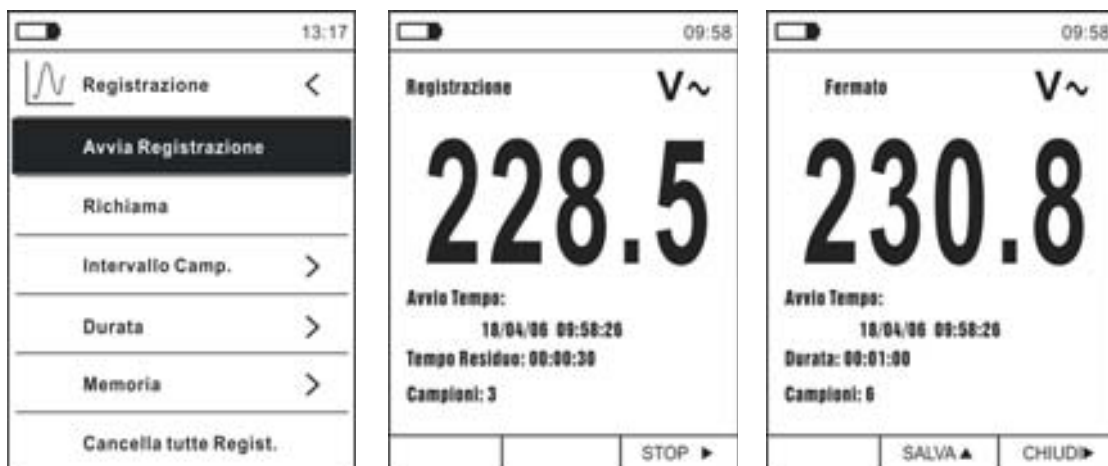 13:17
Registrazione <
Avvia Registrazione
Richiama
Intervallo Camp. >
Durata >
Memoria >
Cancella tutte Regist.
09:58
Registrazione V~
228.5
Avvio Tempo:
18/04/06 09:58:26
Tempo Residuo: 00:00:30
Campioni: 3
STOP ▶
09:58
Fermato V~
230.8
Avvio Tempo:
18/04/06 09:58:26
Durata: 00:01:00
Campioni: 6
SALVA▲ CHIUDI▶